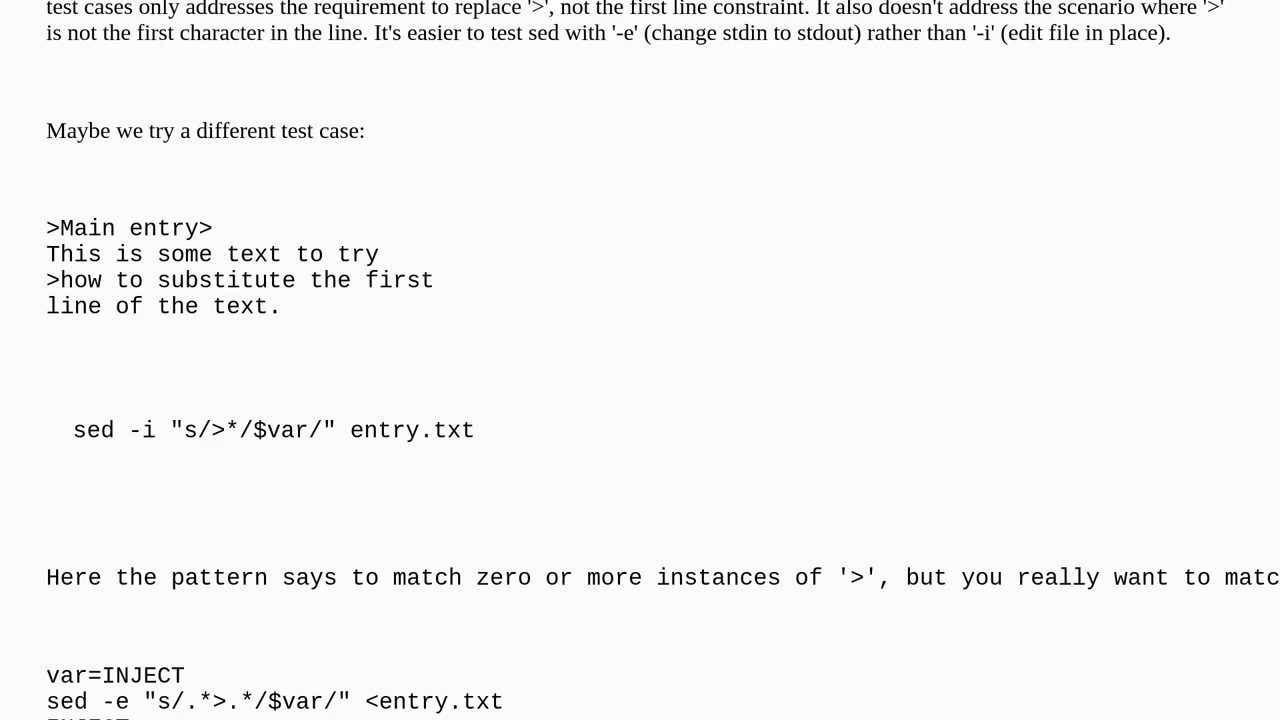 test cases only addresses the requirement to replace '>', not the first line constraint. It also doesn't address the scenario where '>'
is not the first character in the line. It's easier to test sed with '-e' (change stdin to stdout) rather than '-i' (edit file in place).
Maybe we try a different test case:
>Main entry>
This is some text to try
>how to substitute the first
line of the text.
sed -i "s/>*/$var/" entry.txt
Here the pattern says to match zero or more instances of '>', but you really want to matc
var=INJECT
sed -e "s/.*>.*/$var/" <entry.txt